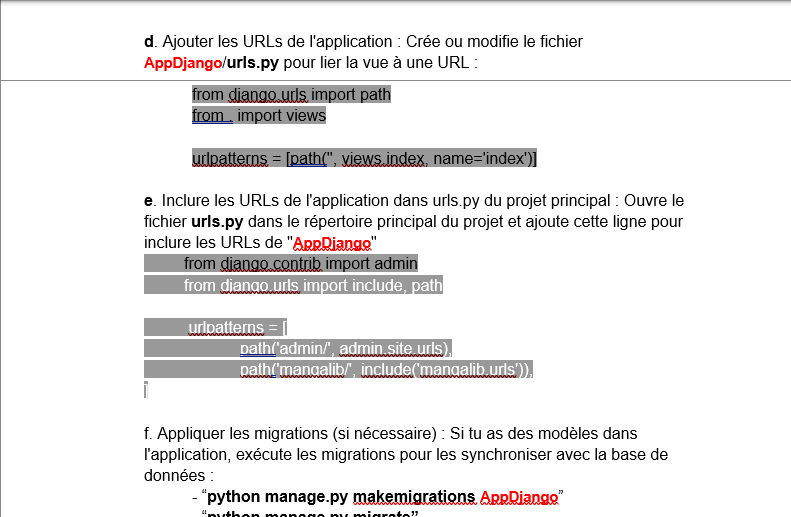 d. Ajouter les URLs de l'application : Crée ou modifie le fichier
AppDjango/urls.py pour lier la vue à une URL :
from django.urls import path
from . import views
urlpatterns = [path('', views.index, name='index')]
e. Inclure les URLs de l'application dans urls.py du projet principal : Ouvre le
fichier urls.py dans le répertoire principal du projet et ajoute cette ligne pour
inclure les URLs de "AppDjango"
from django.contrib import admin
from django.urls import include, path
urlpatterns = [
path('admin/', admin.site.urls),
path('mangalib/', include('mangalib.urls')),
]
f. Appliquer les migrations (si nécessaire) : Si tu as des modèles dans
l'application, exécute les migrations pour les synchroniser avec la base de
données :
- “python manage.py makemigrations AppDjango”
“python manage.py migrate”